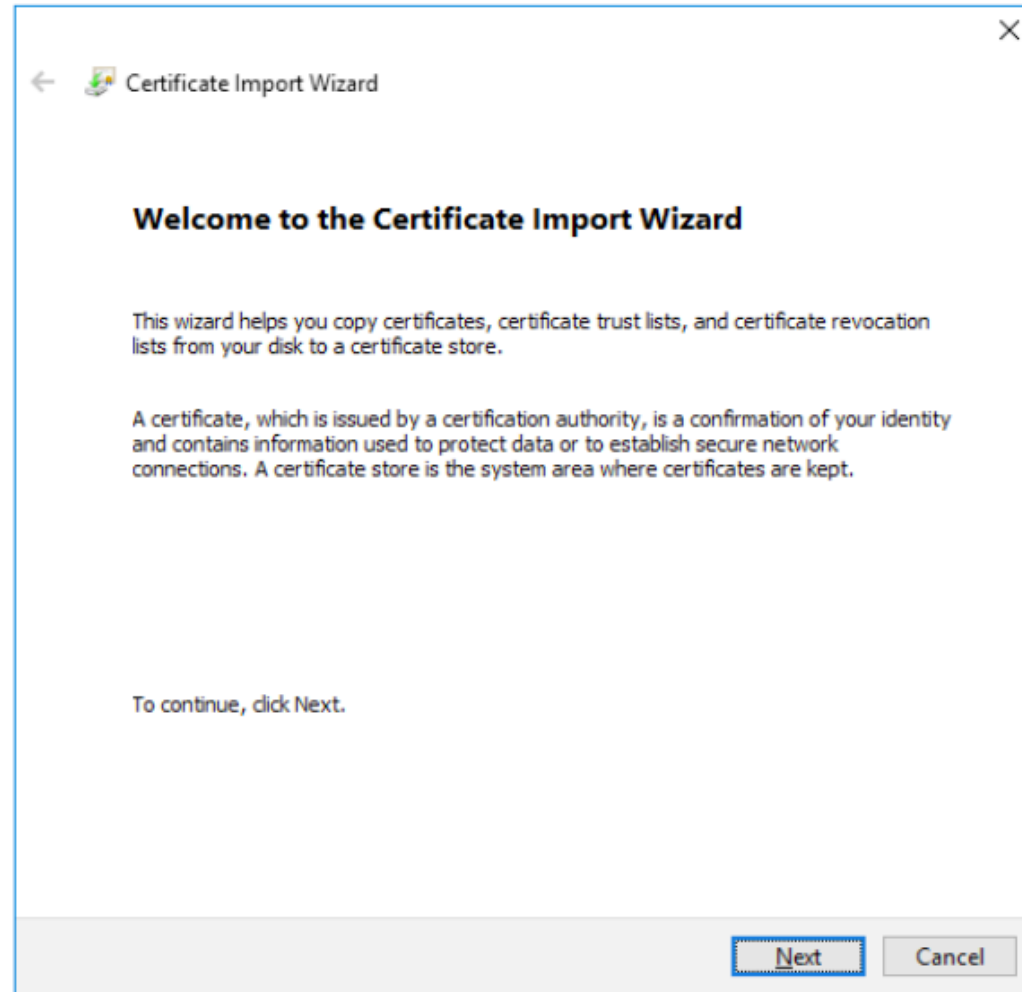 Certificate Import Wizard
Welcome to the Certificate Import Wizard
This wizard helps you copy certificates, certificate trust lists, and certificate revocation
lists from your disk to a certificate store.
A certificate, which is issued by a certification authority, is a confirmation of your identity
and contains information used to protect data or to establish secure network
connections. A certificate store is the system area where certificates are kept.
To continue, click Next.
Next
Cancel